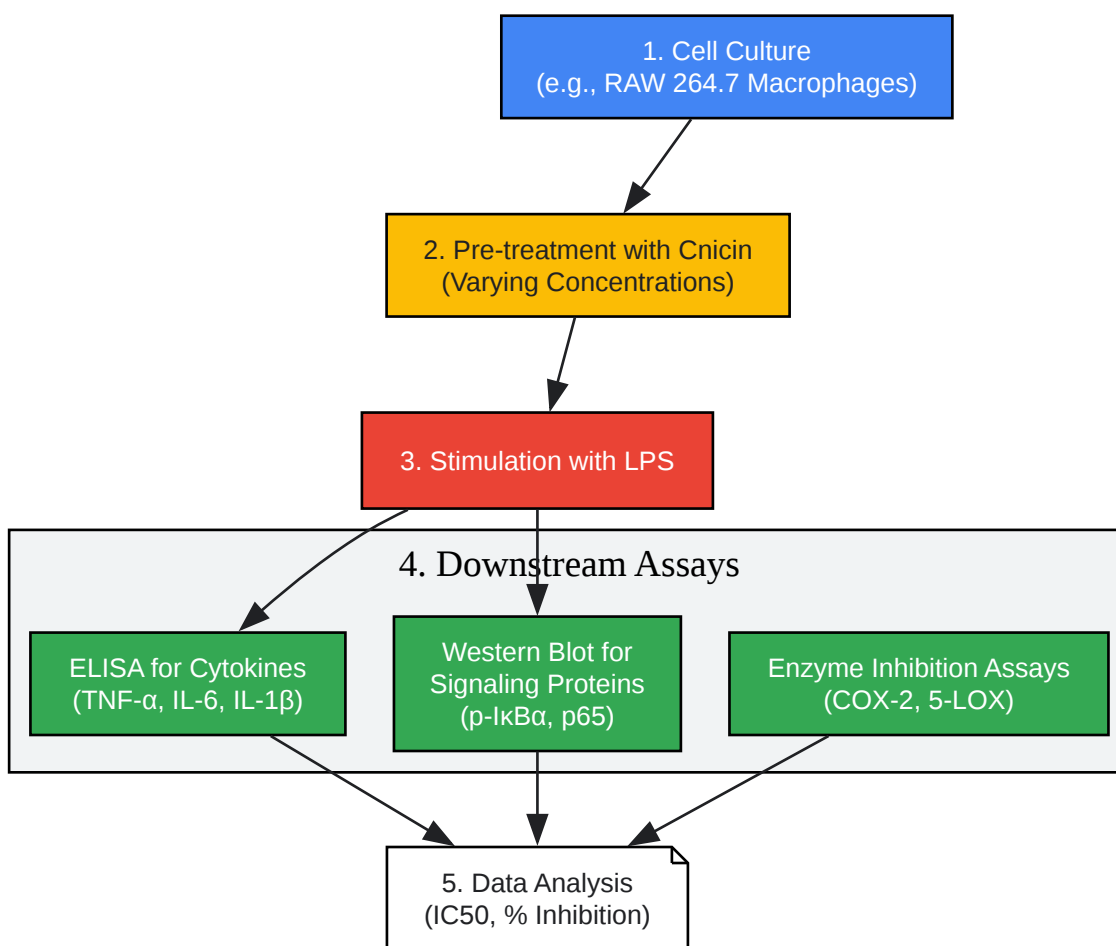 1. Cell Culture
(e.g., RAW 264.7 Macrophages)
2. Pre-treatment with Cnicin
(Varying Concentrations)
3. Stimulation with LPS
4. Downstream Assays
ELISA for Cytokines
(TNF-α, IL-6, IL-1β)
Western Blot for
Signaling Proteins
(p-IκBα, p65)
Enzyme Inhibition Assays
(COX-2, 5-LOX)
5. Data Analysis
(IC50, % Inhibition)